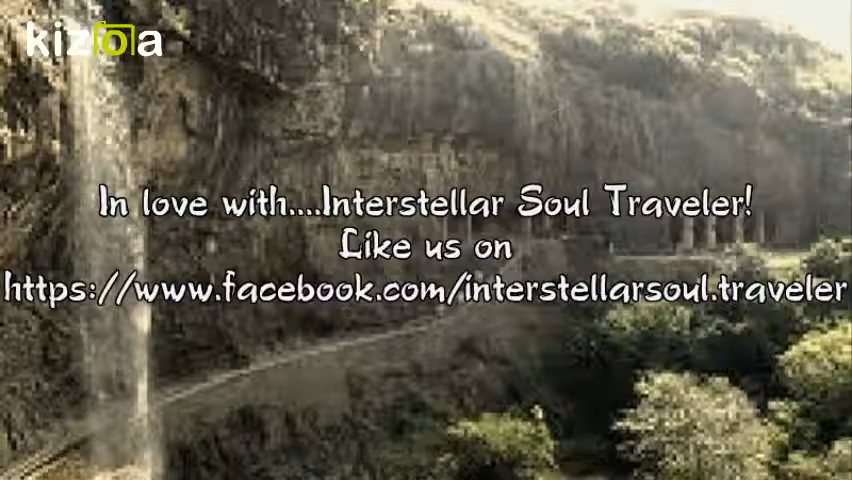 kizoa
In love with....Interstellar Soul Traveler!
Like us on
https://www.facebook.com/interstellarsoul.traveler